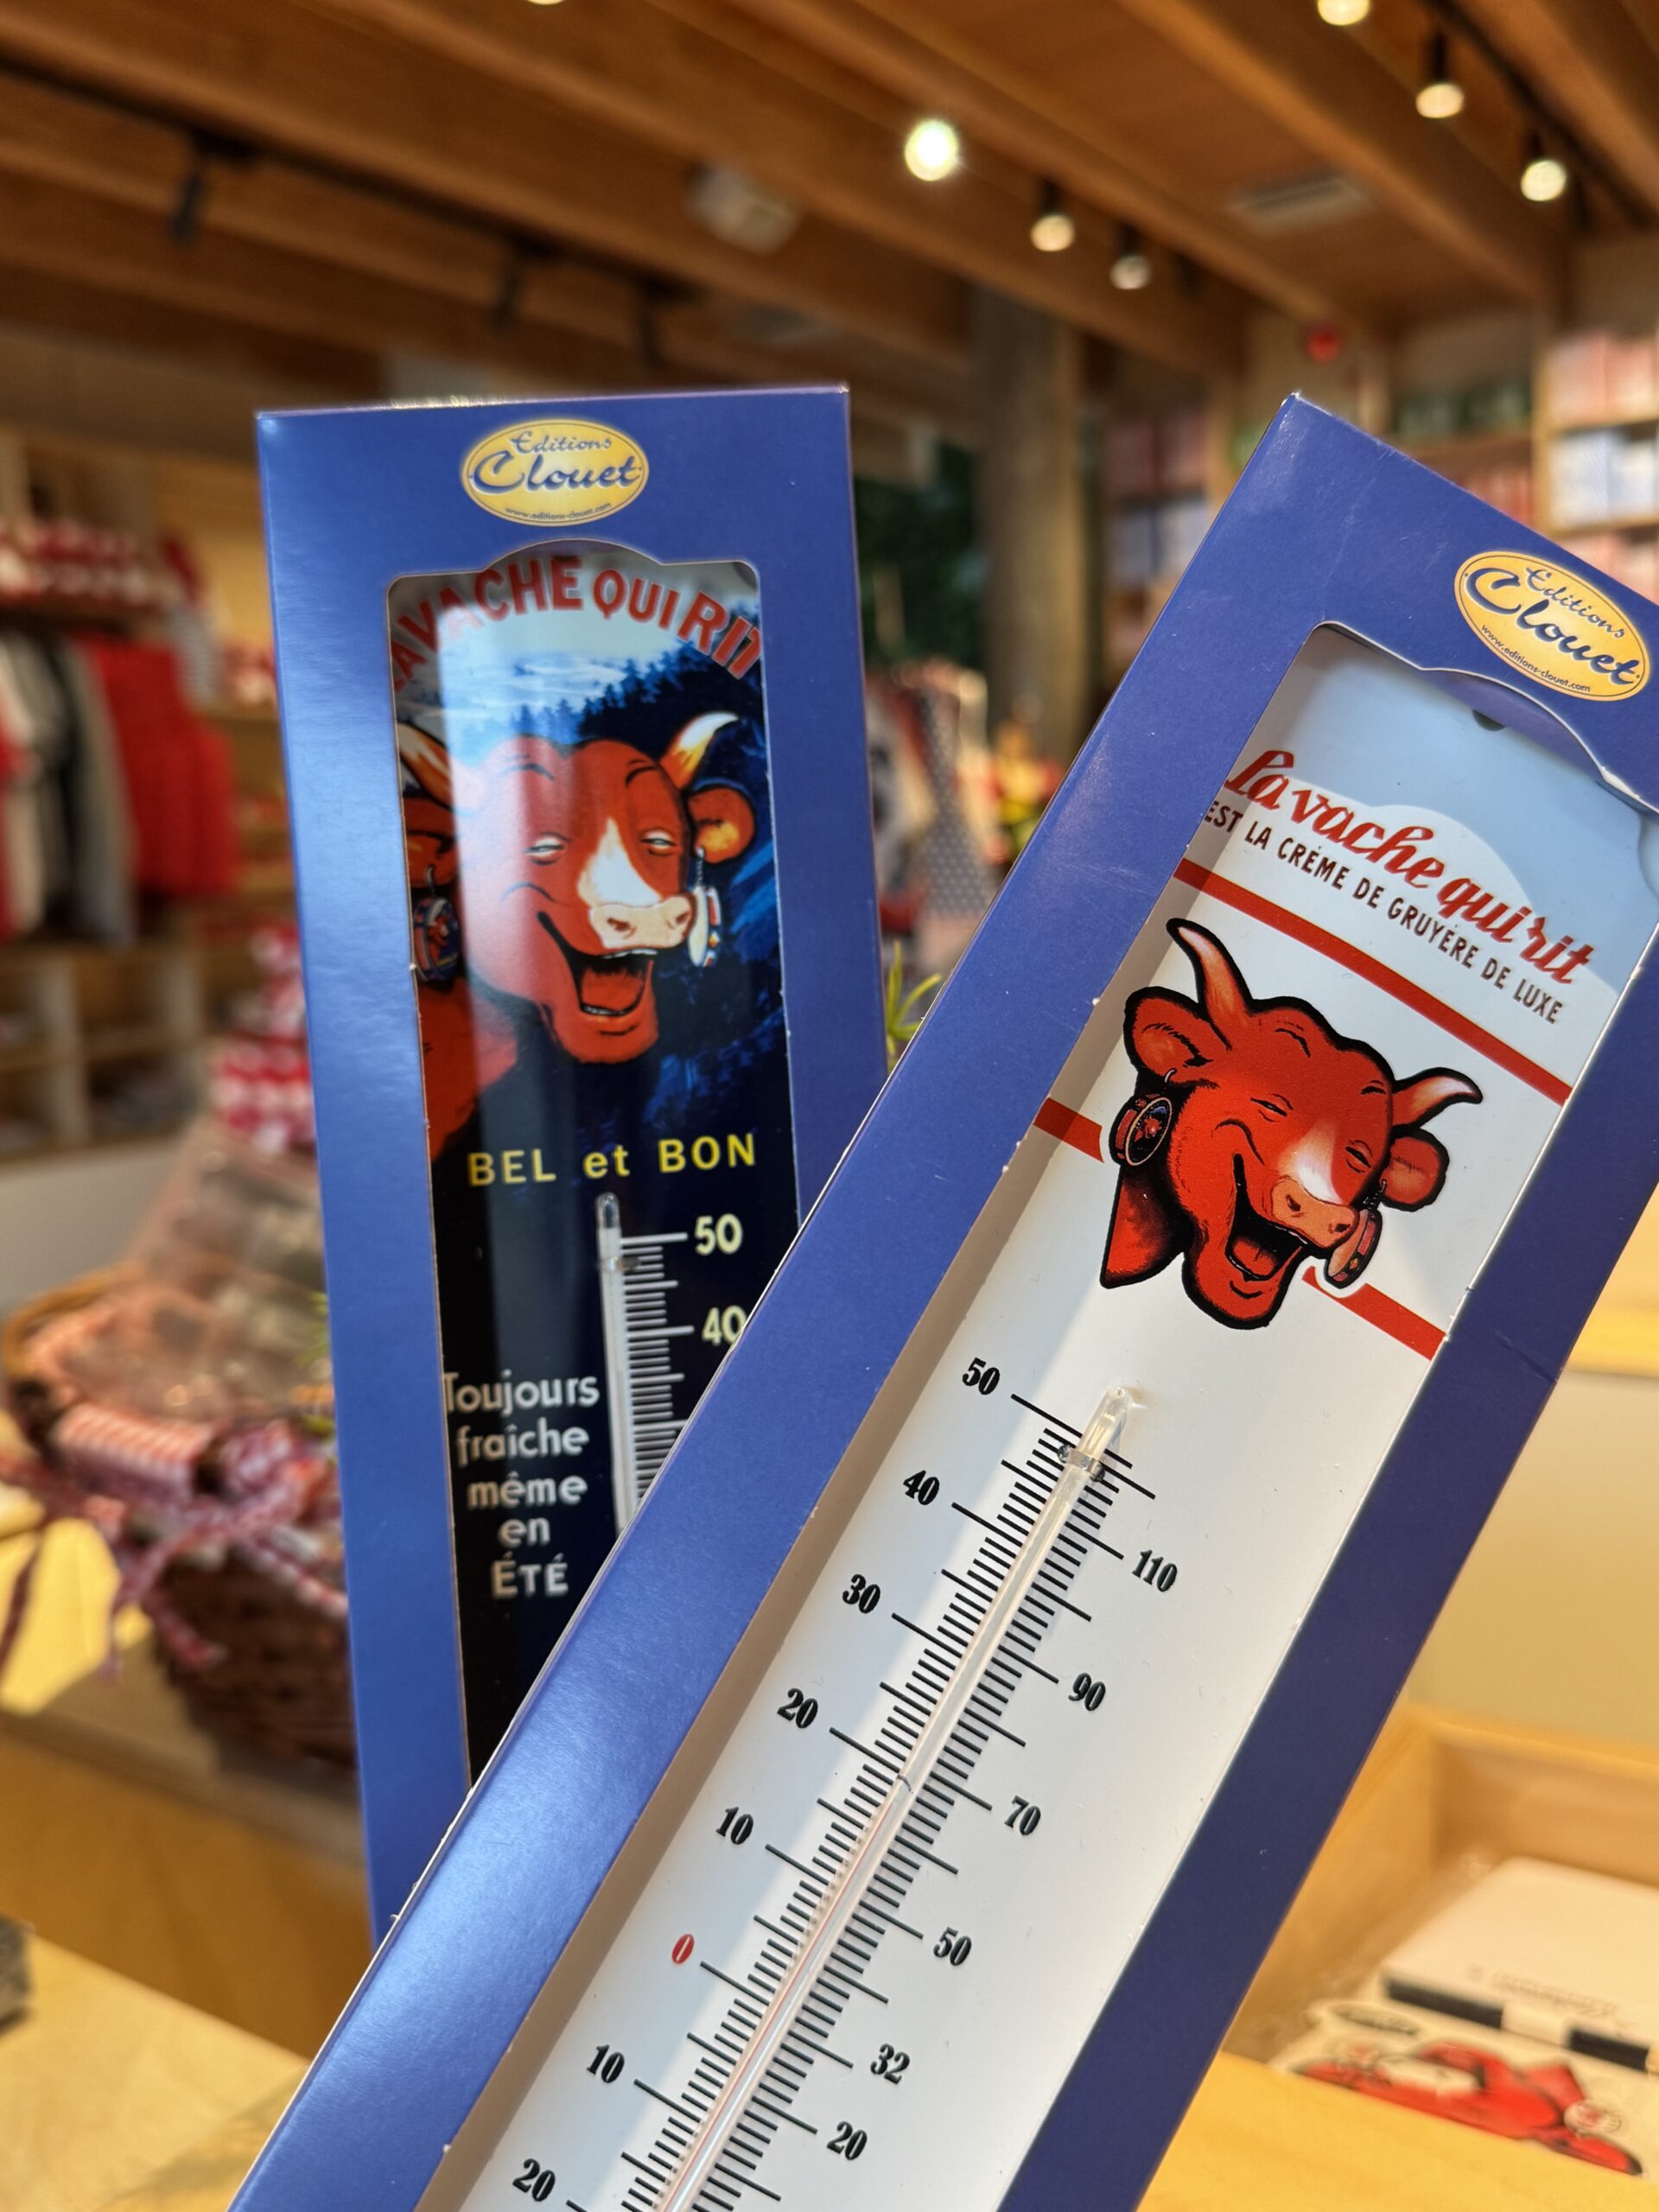 Editions
Clouet
www.editions-clouet.com
LA VACHE QUI RIT
BEL et BON
50
40
Toujours
fraîche
même
en
ÉTÉ
Editions
Clouet
www.editions-clouet.com
La vache qui rit
EST LA CRÈME DE GRUYÈRE DE LUXE
50
40
110
30
90
20
70
10
50
0
32
10
20
20